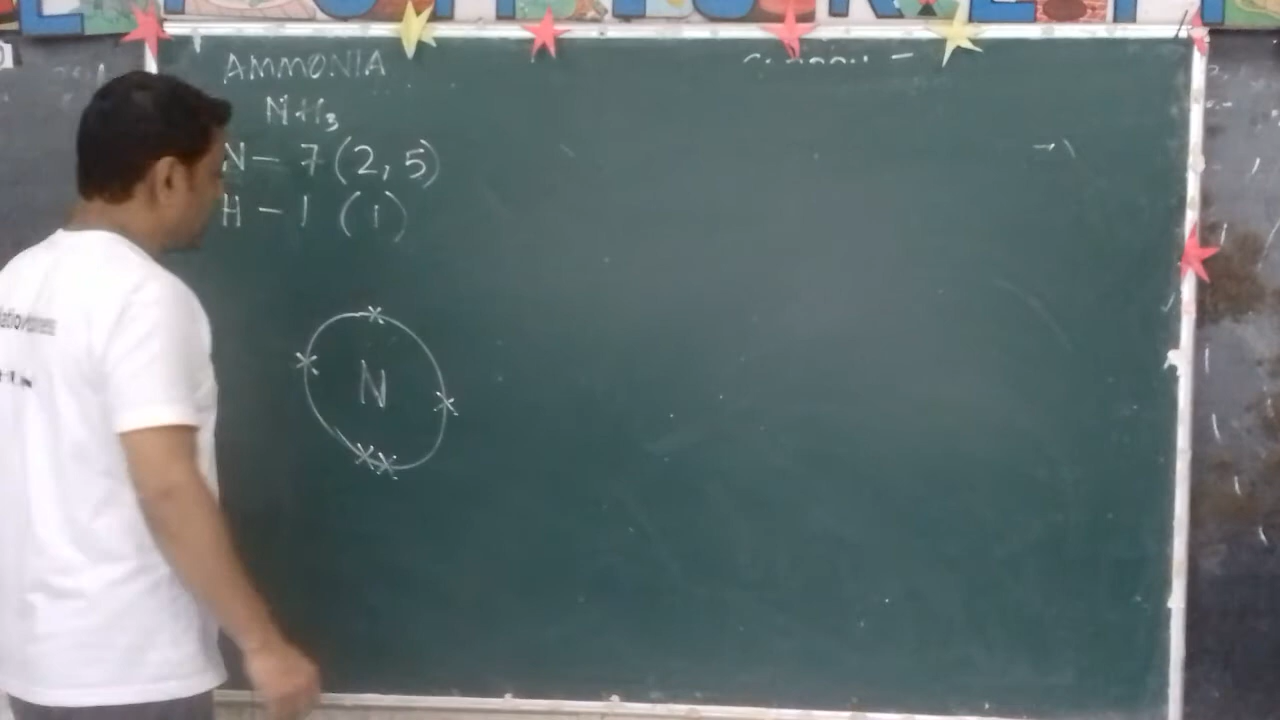 AMMONIA
NH3
N - 7 (2, 5)
H - 1 (1)
N